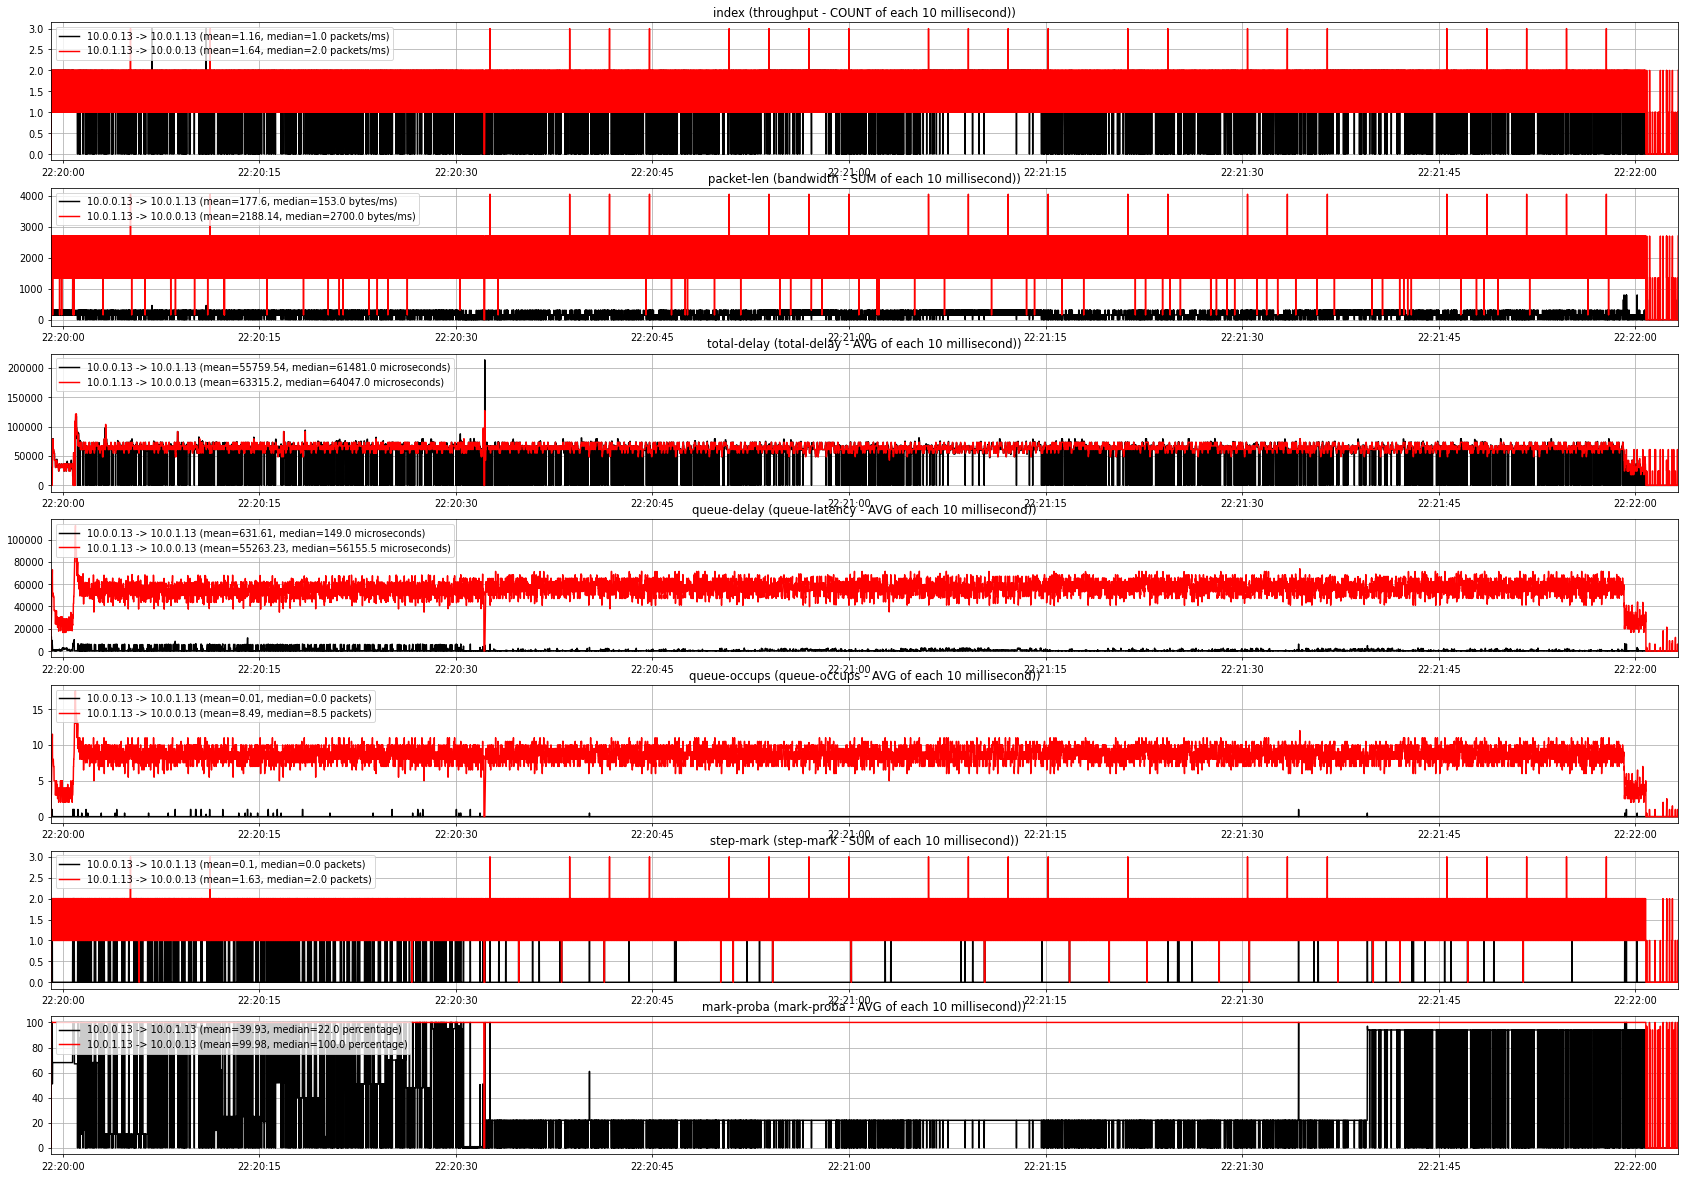 index (throughput - COUNT of each 10 millisecond))
10.0.0.13 -> 10.0.1.13 (mean=1.16, median=1.0 packets/ms)
10.0.1.13 -> 10.0.0.13 (mean=1.64, median=2.0 packets/ms)
3.0
2.5
2.0
1.5
1.0
0.5
0.0
22:20:00 22:20:15 22:20:30 22:20:45 22:21:00 22:21:15 22:21:30 22:21:45 22:22:00
packet-len (bandwidth - SUM of each 10 millisecond))
10.0.0.13 -> 10.0.1.13 (mean=177.6, median=153.0 bytes/ms)
10.0.1.13 -> 10.0.0.13 (mean=2188.14, median=2700.0 bytes/ms)
4000
3000
2000
1000
0
22:20:00 22:20:15 22:20:30 22:20:45 22:21:00 22:21:15 22:21:30 22:21:45 22:22:00
total-delay (total-delay - AVG of each 10 millisecond))
10.0.0.13 -> 10.0.1.13 (mean=55759.54, median=61481.0 microseconds)
10.0.1.13 -> 10.0.0.13 (mean=63315.2, median=64047.0 microseconds)
200000
150000
100000
50000
0
22:20:00 22:20:15 22:20:30 22:20:45 22:21:00 22:21:15 22:21:30 22:21:45 22:22:00
queue-delay (queue-latency - AVG of each 10 millisecond))
10.0.0.13 -> 10.0.1.13 (mean=631.61, median=149.0 microseconds)
10.0.1.13 -> 10.0.0.13 (mean=55263.23, median=56155.5 microseconds)
100000
80000
60000
40000
20000
0
22:20:00 22:20:15 22:20:30 22:20:45 22:21:00 22:21:15 22:21:30 22:21:45 22:22:00
queue-occups (queue-occups - AVG of each 10 millisecond))
10.0.0.13 -> 10.0.1.13 (mean=0.01, median=0.0 packets)
10.0.1.13 -> 10.0.0.13 (mean=8.49, median=8.5 packets)
15
10
5
0
22:20:00 22:20:15 22:20:30 22:20:45 22:21:00 22:21:15 22:21:30 22:21:45 22:22:00
step-mark (step-mark - SUM of each 10 millisecond))
10.0.0.13 -> 10.0.1.13 (mean=0.1, median=0.0 packets)
10.0.1.13 -> 10.0.0.13 (mean=1.63, median=2.0 packets)
3.0
2.5
2.0
1.5
1.0
0.5
0.0
22:20:00 22:20:15 22:20:30 22:20:45 22:21:00 22:21:15 22:21:30 22:21:45 22:22:00
mark-proba (mark-proba - AVG of each 10 millisecond))
10.0.0.13 -> 10.0.1.13 (mean=39.93, median=22.0 percentage)
10.0.1.13 -> 10.0.0.13 (mean=99.98, median=100.0 percentage)
100
80
60
40
20
0
22:20:00 22:20:15 22:20:30 22:20:45 22:21:00 22:21:15 22:21:30 22:21:45 22:22:00